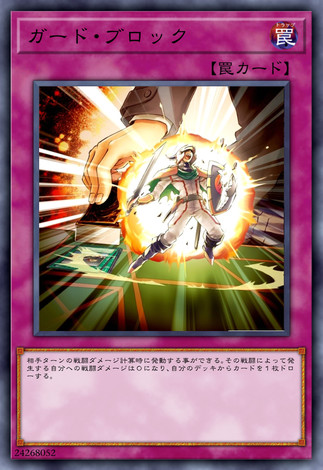 ガード・ブロック
トラップ
罠
【罠カード】
相手ターンの戦闘ダメージ計算時に発動する事ができる。その戦闘によって発
生する自分への戦闘ダメージは０になり、自分のデッキからカードを１枚ドロ
ーする。
24268052